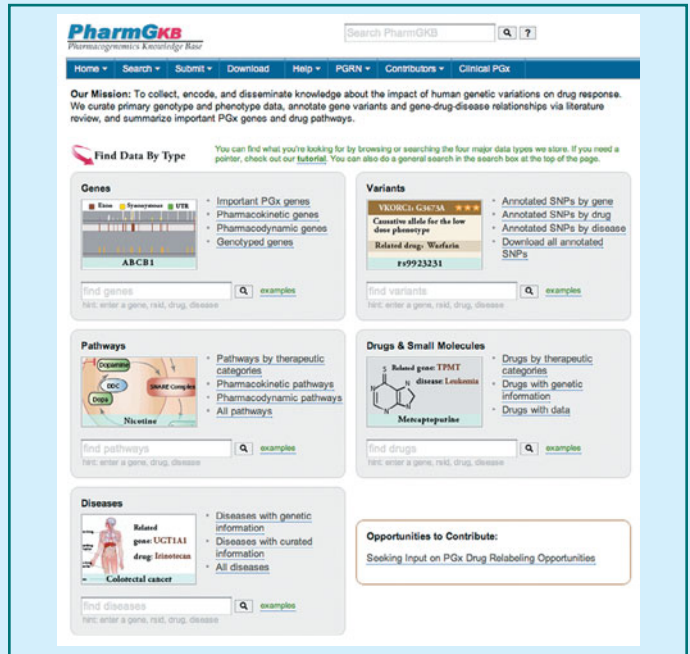 PharmGKB
Pharmacogenomics Knowledge Base
Search PharmGKB
?
Home Search Submit Download Help PGRN Contributors Clinical PGx
Our Mission: To collect, encode, and disseminate knowledge about the impact of human genetic variations on drug response.
We curate primary genotype and phenotype data, annotate gene variants and gene-drug-disease relationships via literature
review, and summarize important PGx genes and drug pathways.
Find Data By Type
You can find what you're looking for by browsing or searching the four major data types we store. If you need a
pointer, check out our tutorial. You can also do a general search in the search box at the top of the page.
Genes
Exon Synonymous UTR
ABCB1
Important PGx genes
Pharmacokinetic genes
Pharmacodynamic genes
Genotyped genes
find genes
examples
hint: enter a gene, rsid, drug, disease
Variants
VKORC1: G3673A
Causative allele for the low
dose phenotype
Related drug: Warfarin
rs9923231
Annotated SNPs by gene
Annotated SNPs by drug
Annotated SNPs by disease
Download all annotated
SNPs
find variants
examples
hint: enter a gene, rsid, drug, disease
Pathways
Dopamine
DDC
SNARE Complex
Dopa
Nicotine
Pathways by therapeutic
categories
Pharmacokinetic pathways
Pharmacodynamic pathways
All pathways
find pathways
examples
hint: enter a gene, drug, disease
Drugs & Small Molecules
S
Related gene: TPMT
disease: Leukemia
N
N
N
N
Mercaptopurine
Drugs by therapeutic
categories
Drugs with genetic
information
Drugs with data
find drugs
examples
hint: enter a gene, rsid, drug, disease
Diseases
Related
gene: UGT1A1
drug: Irinotecan
Colorectal cancer
Diseases with genetic
information
Diseases with curated
information
All diseases
find diseases
examples
hint: enter a gene, rsid, drug, disease
Opportunities to Contribute:
Seeking Input on PGx Drug Relabeling Opportunities